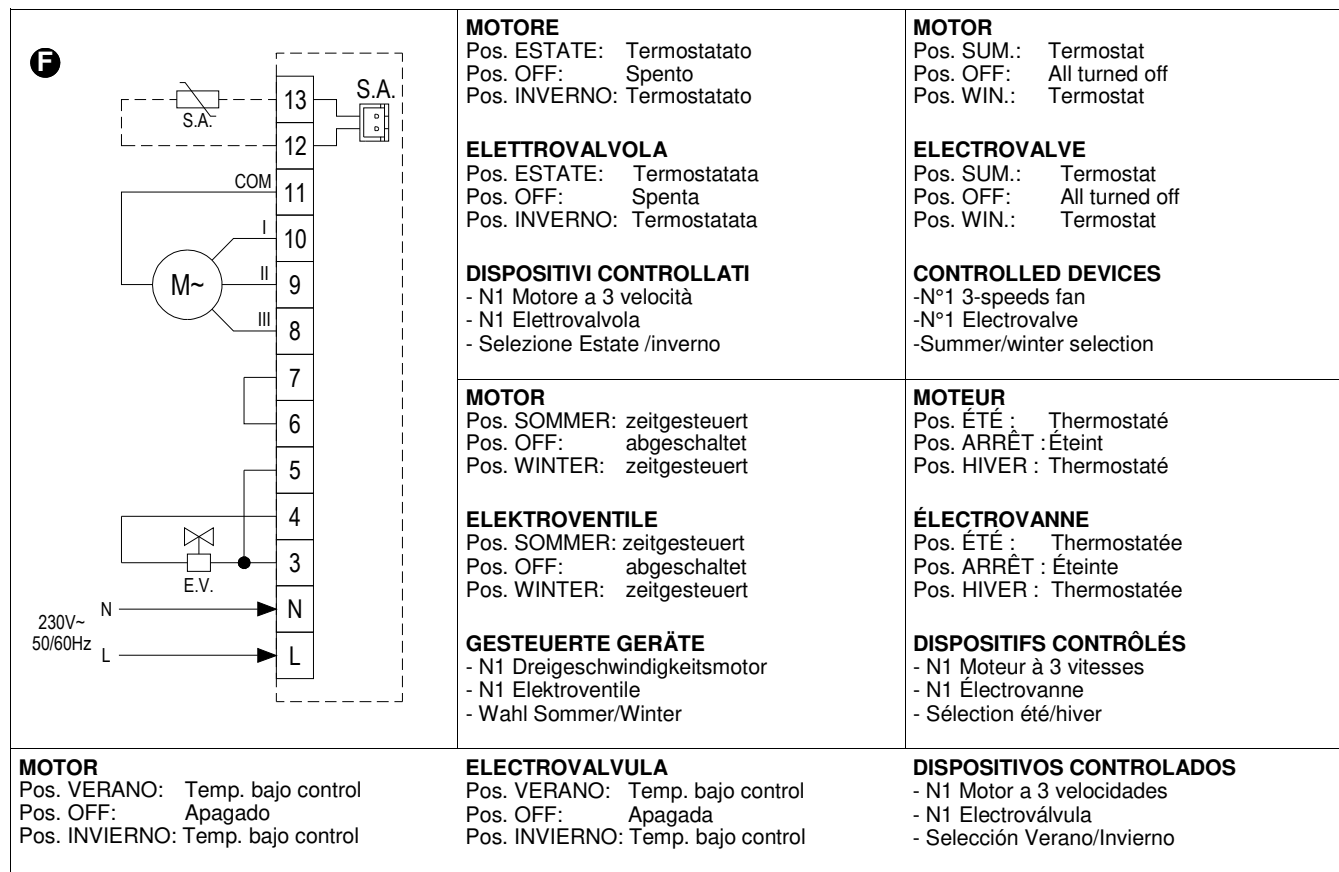 F
S.A.
S.A.
13
12
COM
11
I
10
II
9
M~
III
8
7
6
5
4
3
E.V.
N
N
230V~
50/60Hz
L
L
MOTORE
Pos. ESTATE: Termostatato
Pos. OFF: Spento
Pos. INVERNO: Termostatato
ELETTROVALVOLA
Pos. ESTATE: Termostatata
Pos. OFF: Spenta
Pos. INVERNO: Termostatata
DISPOSITIVI CONTROLLATI
- N1 Motore a 3 velocità
- N1 Elettrovalvola
- Selezione Estate /inverno
MOTOR
Pos. SUM.: Termostat
Pos. OFF: All turned off
Pos. WIN.: Termostat
ELECTROVALVE
Pos. SUM.: Termostat
Pos. OFF: All turned off
Pos. WIN.: Termostat
CONTROLLED DEVICES
-N°1 3-speeds fan
-N°1 Electrovalve
-Summer/winter selection
MOTOR
Pos. SOMMER: zeitgesteuert
Pos. OFF: abgeschaltet
Pos. WINTER: zeitgesteuert
ELEKTROVENTILE
Pos. SOMMER: zeitgesteuert
Pos. OFF: abgeschaltet
Pos. WINTER: zeitgesteuert
GESTEUERTE GERÄTE
- N1 Dreigeschwindigkeitsmotor
- N1 Elektroventile
- Wahl Sommer/Winter
MOTEUR
Pos. ÉTÉ : Thermostaté
Pos. ARRÊT : Éteint
Pos. HIVER : Thermostaté
ÉLECTROVANNE
Pos. ÉTÉ : Thermostatée
Pos. ARRÊT : Éteinte
Pos. HIVER : Thermostatée
DISPOSITIFS CONTRÔLÉS
- N1 Moteur à 3 vitesses
- N1 Électrovanne
- Sélection été/hiver
MOTOR
Pos. VERANO: Temp. bajo control
Pos. OFF: Apagado
Pos. INVIERNO: Temp. bajo control
ELECTROVALVULA
Pos. VERANO: Temp. bajo control
Pos. OFF: Apagada
Pos. INVIERNO: Temp. bajo control
DISPOSITIVOS CONTROLADOS
- N1 Motor a 3 velocidades
- N1 Electroválvula
- Selección Verano/Invierno